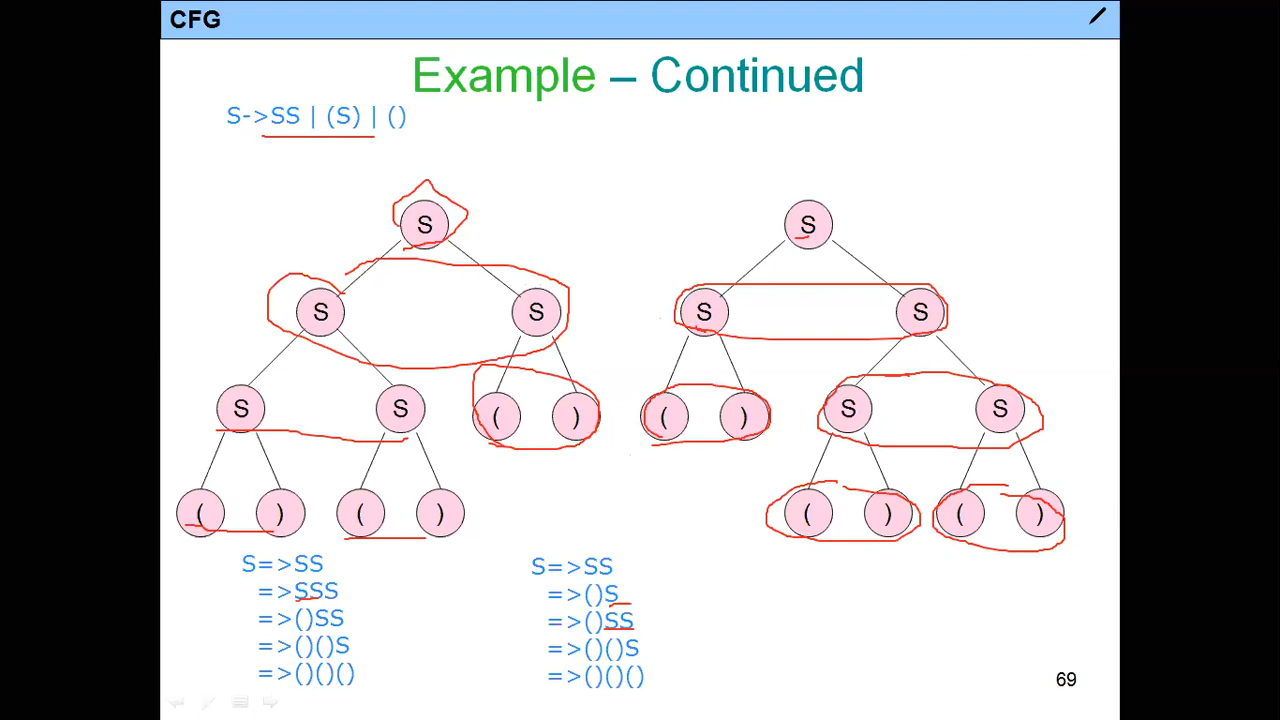 CFG
Example – Continued
S->SS | (S) | ()
S S
S S S S
S S ( ) ( ) S S
( ) ( ) ( ) ( )
S=>SS
=>SSS
=>()SS
=>()()S
=>()()()
S=>SS
=>()S
=>()SS
=>()()S
=>()()()
69